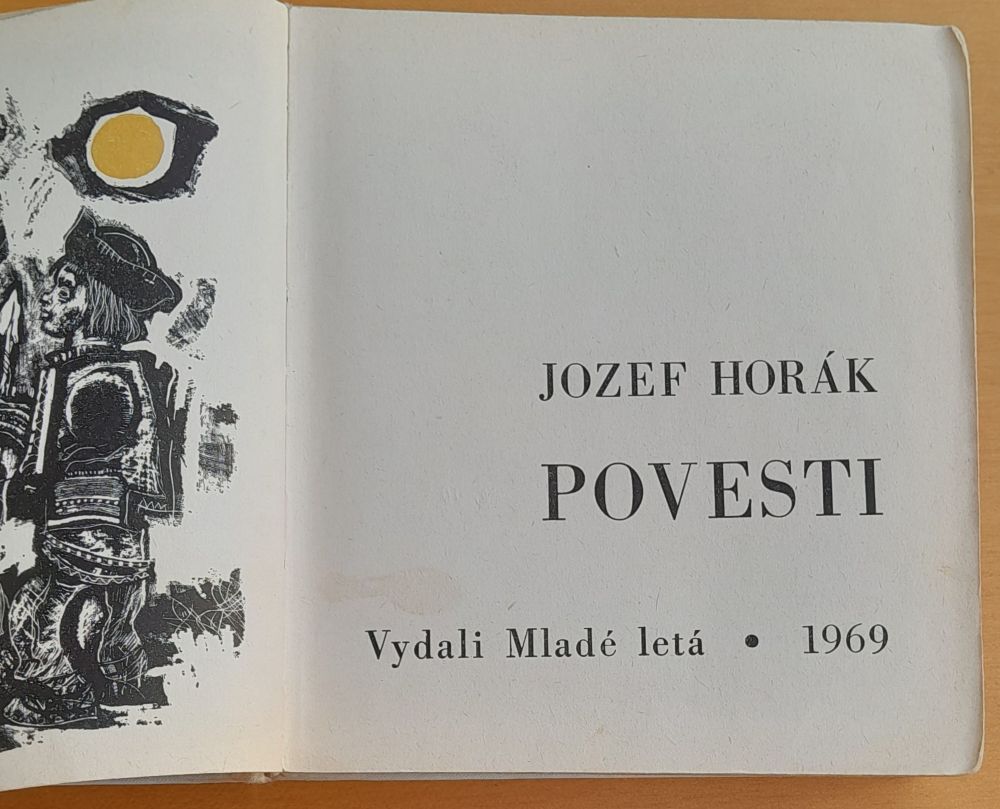 JOZEF HORÁK
POVESTI
Vydali Mladé letá • 1969